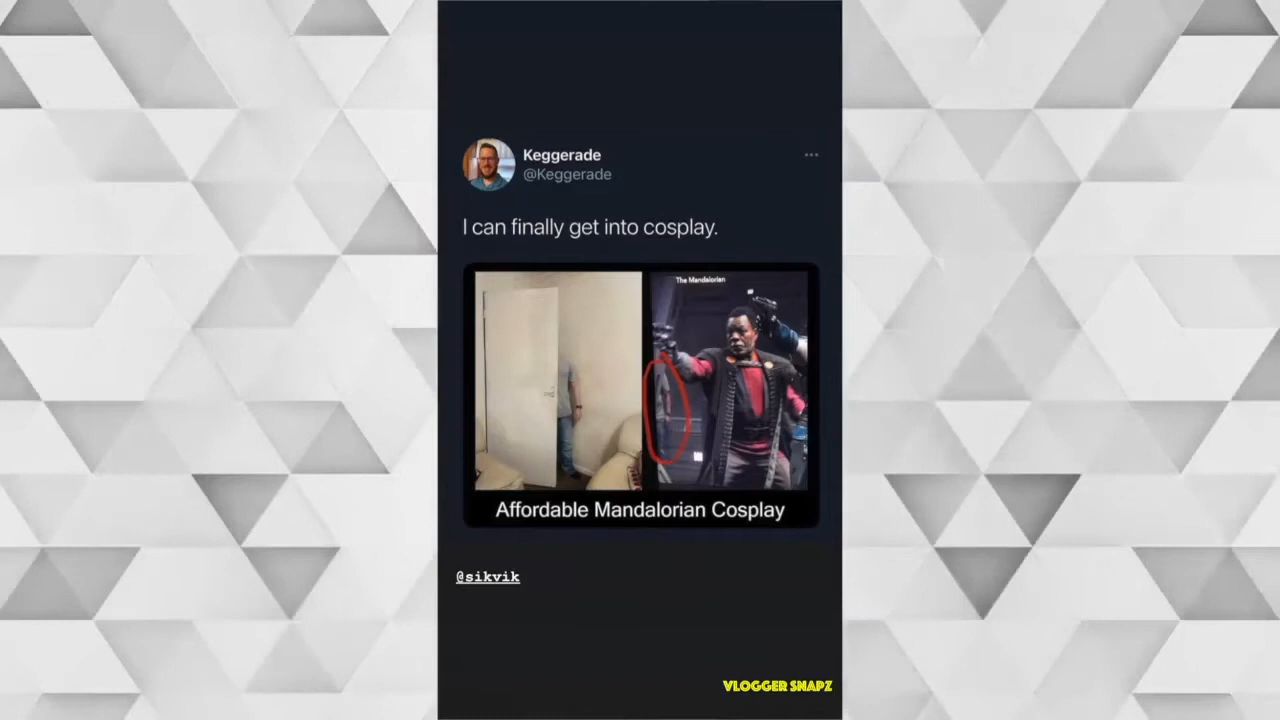 Keggerade
@Keggerade
I can finally get into cosplay.
The Mandalorian
Affordable Mandalorian Cosplay
@sikvik
VLOGGER SNAPZ